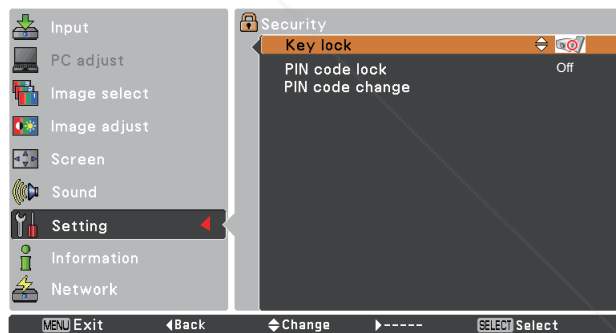 Input
PC adjust
Image select
Image adjust
Screen
Sound
Setting
Information
Network
Security
Key lock
PIN code lock Off
PIN code change
MENU Exit Back Change ----- SELECT Select